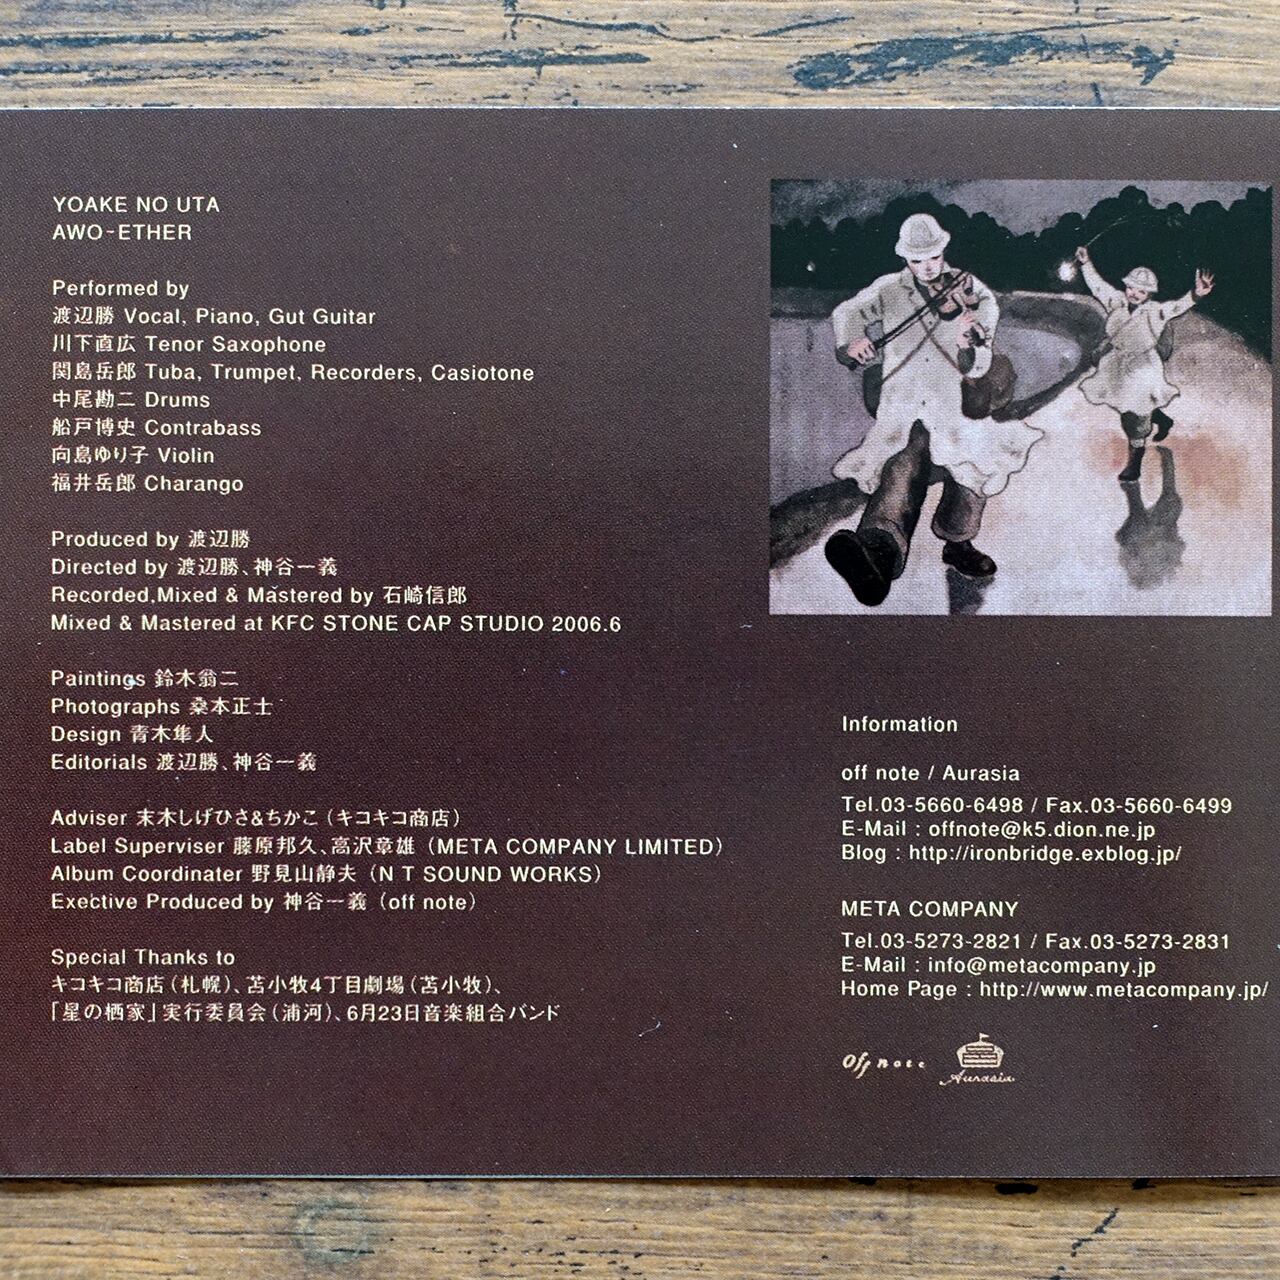 YOAKE NO UTA
AWO-ETHER
Performed by
渡辺勝 Vocal, Piano, Gut Guitar
川下直広 Tenor Saxophone
関島岳郎 Tuba, Trumpet, Recorders, Casiotone
中尾勘二 Drums
船戸博史 Contrabass
向島ゆり子 Violin
福井岳郎 Charango
Produced by 渡辺勝
Directed by 渡辺勝、神谷一義
Recorded,Mixed & Mastered by 石崎信郎
Mixed & Mastered at KFC STONE CAP STUDIO 2006.6
Paintings 鈴木翁二
Photographs 桑本正士
Design 青木隼人
Editorials 渡辺勝、神谷一義
Adviser 末木しげひさ&ちかこ（キコキコ商店）
Label Superviser 藤原邦久、高沢章雄（META COMPANY LIMITED）
Album Coordinater 野見山静夫（N T SOUND WORKS）
Exective Produced by 神谷一義（off note）
Special Thanks to
キコキコ商店（札幌）、苫小牧4丁目劇場（苫小牧）、
「星の栖家」実行委員会（浦河）、6月23日音楽組合バンド
Information
off note / Aurasia
Tel.03-5660-6498 / Fax.03-5660-6499
E-Mail : offnote@k5.dion.ne.jp
Blog : http://ironbridge.exblog.jp/
META COMPANY
Tel.03-5273-2821 / Fax.03-5273-2831
E-Mail : info@metacompany.jp
Home Page : http://www.metacompany.jp/
Off note Aurasia